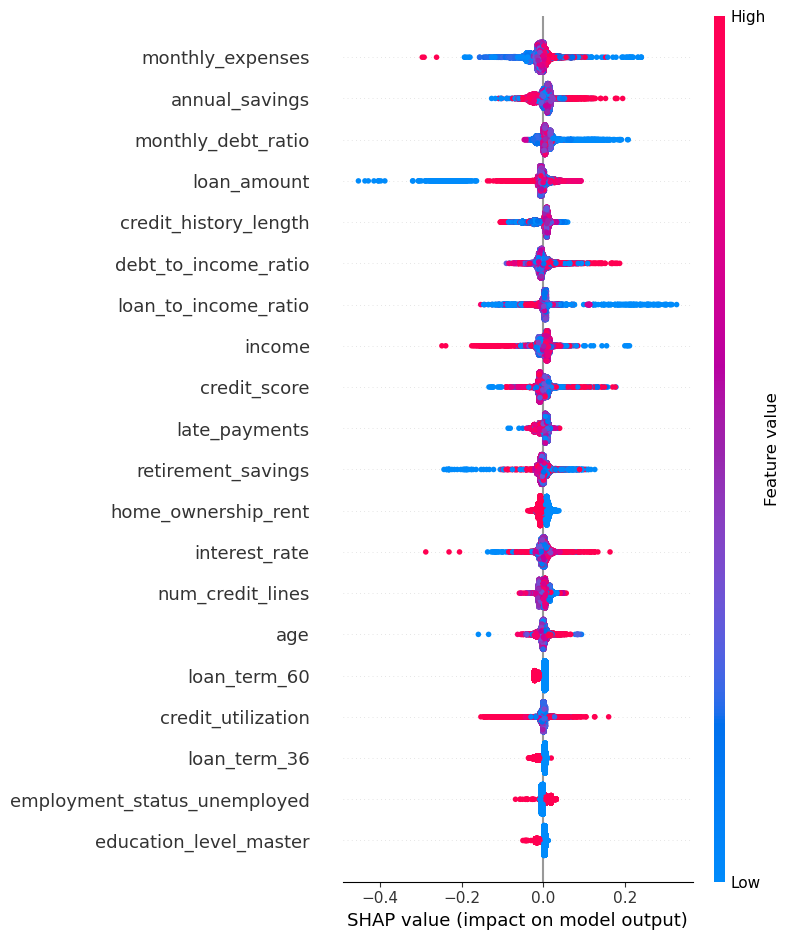 High
monthly_expenses
annual_savings
monthly_debt_ratio
loan_amount
credit_history_length
debt_to_income_ratio
loan_to_income_ratio
income
credit_score
late_payments
retirement_savings
home_ownership_rent
interest_rate
num_credit_lines
age
loan_term_60
credit_utilization
loan_term_36
employment_status_unemployed
education_level_master
Feature value
Low
−0.4 −0.2 0.0 0.2
SHAP value (impact on model output)